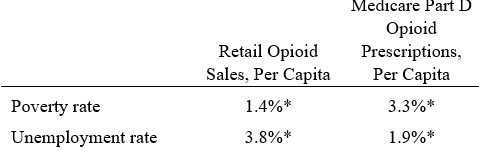 Medicare Part D
Opioid
Retail Opioid Prescriptions,
Sales, Per Capita Per Capita
Poverty rate 1.4%* 3.3%*
Unemployment rate 3.8%* 1.9%*